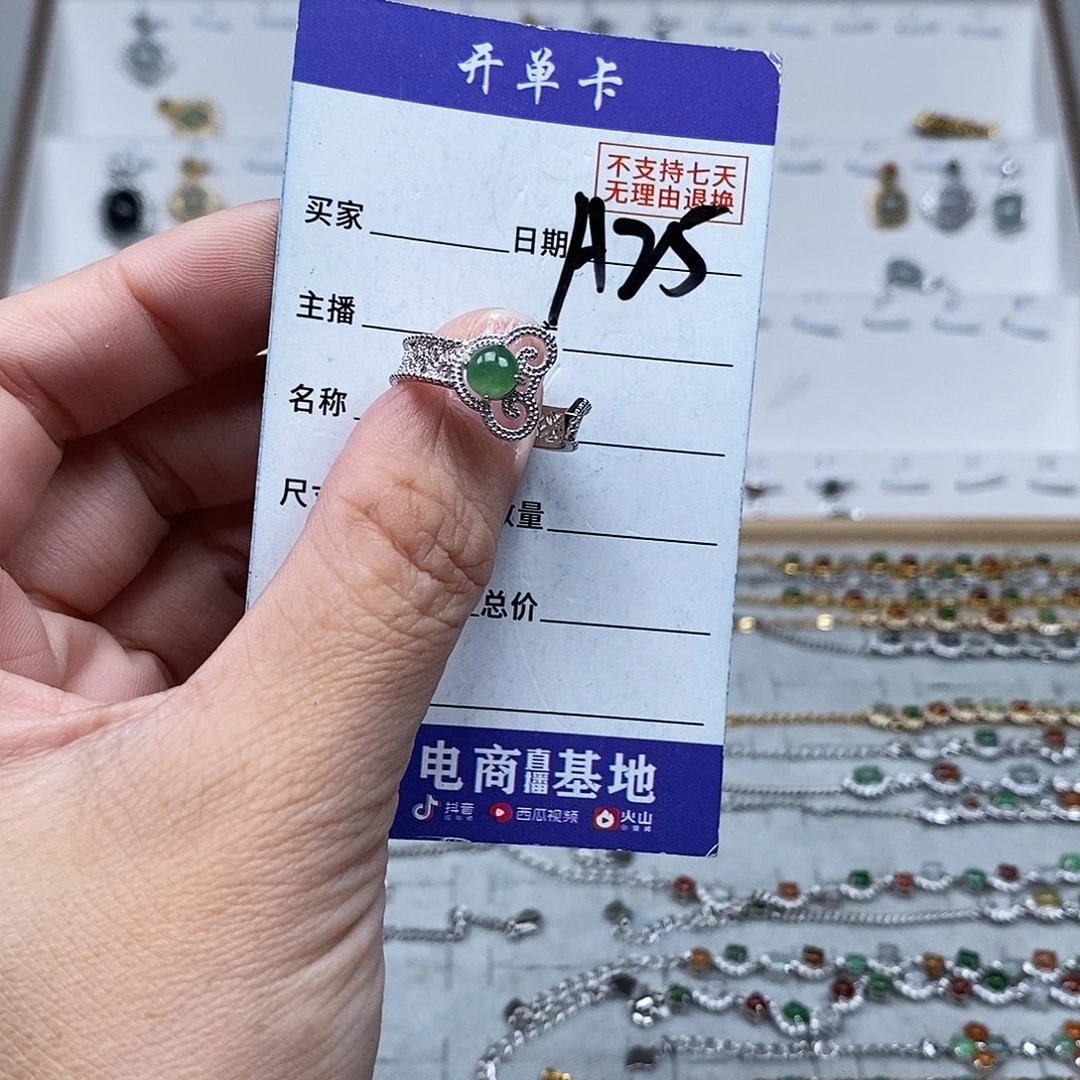 开单卡
不支持七天
无理由退换
买家 日期 A25
主播
名称
尺 数量
总价
电商直播基地
抖音 西瓜视频 火山